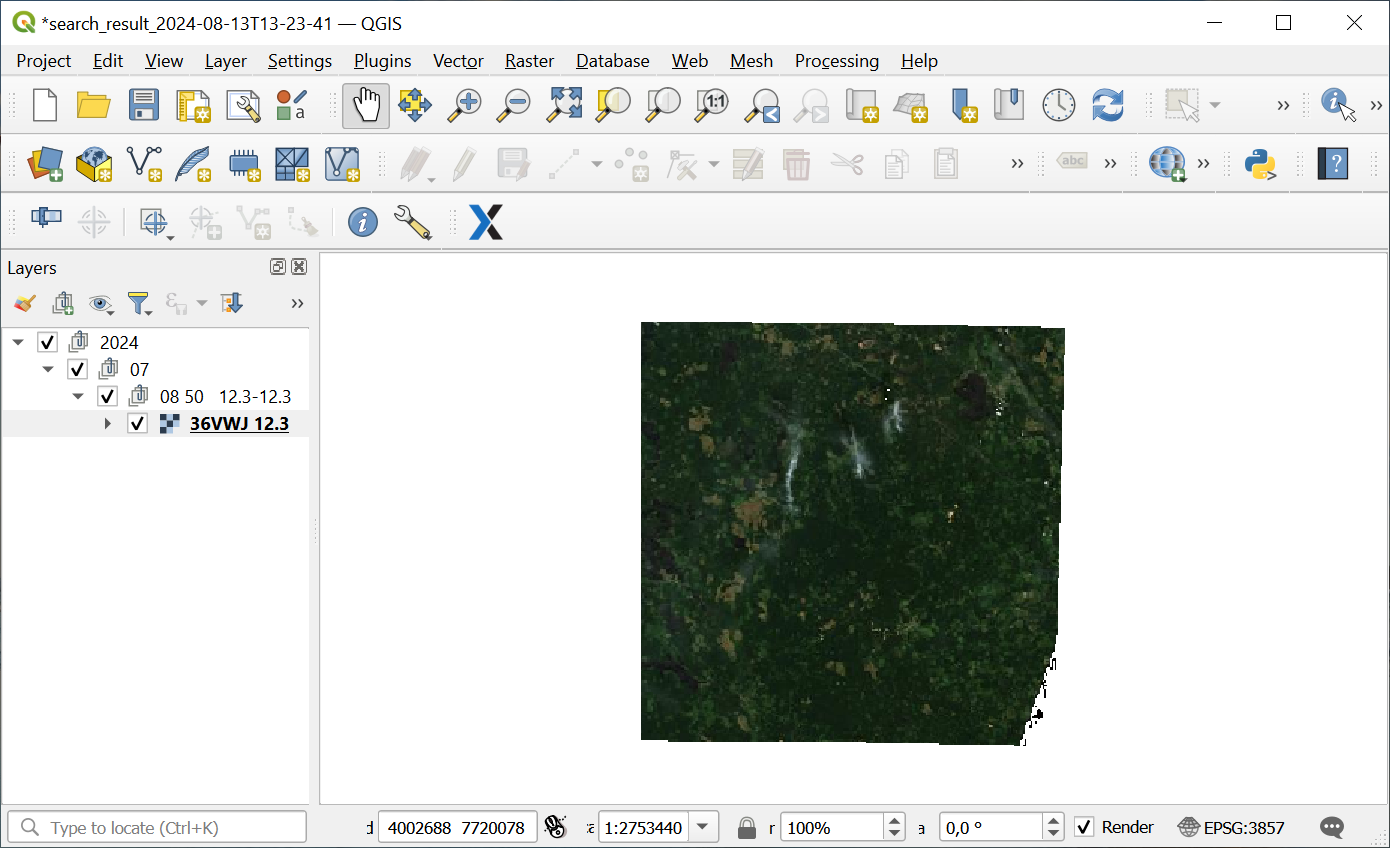 *search_result_2024-08-13T13-23-41 — QGIS
Project Edit View Layer Settings Plugins Vector Raster Database Web Mesh Processing Help
a 1:1 »
abc » » » ?
i
Layers
»
2024
07
08 50 12.3-12.3
36VWJ 12.3
Type to locate (Ctrl+K) d 4002688 7720078 1:2753440 r 100% a 0,0 ° Render EPSG:3857